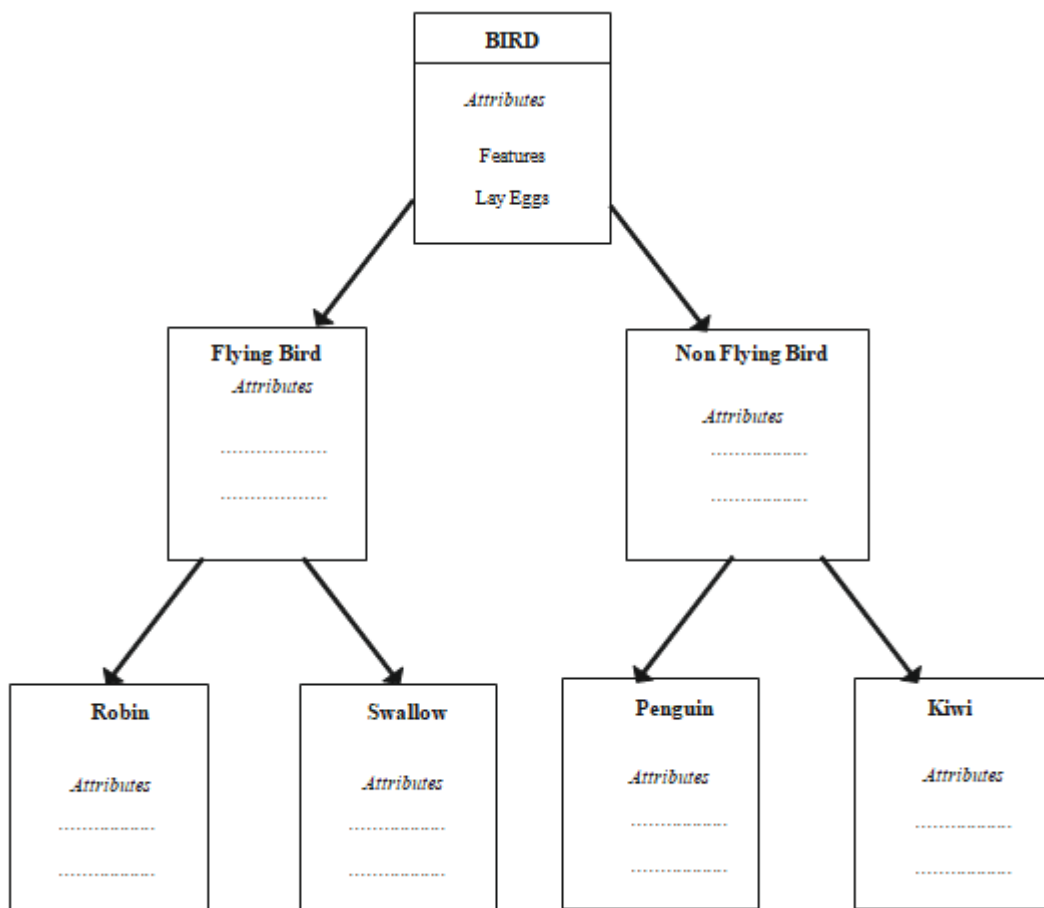 BIRD
Attributes
Features
Lay Eggs
Flying Bird
Attributes
Non Flying Bird
Attributes
Robin
Attributes
Swallow
Attributes
Penguin
Attributes
Kiwi
Attributes